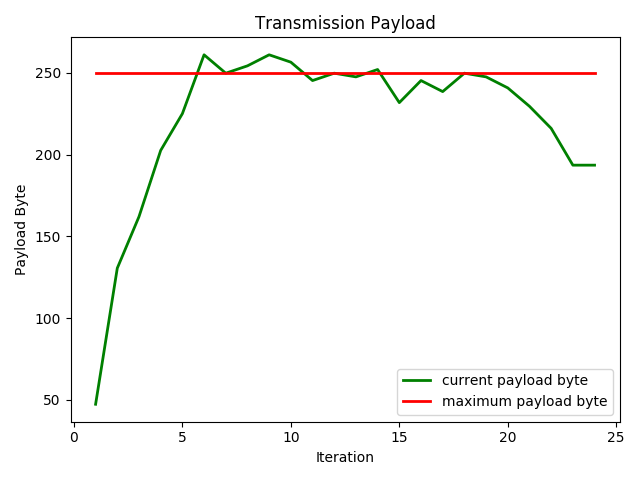 Transmission Payload
Payload Byte
250
200
150
100
50
0
5
10
15
20
25
Iteration
current payload byte
maximum payload byte